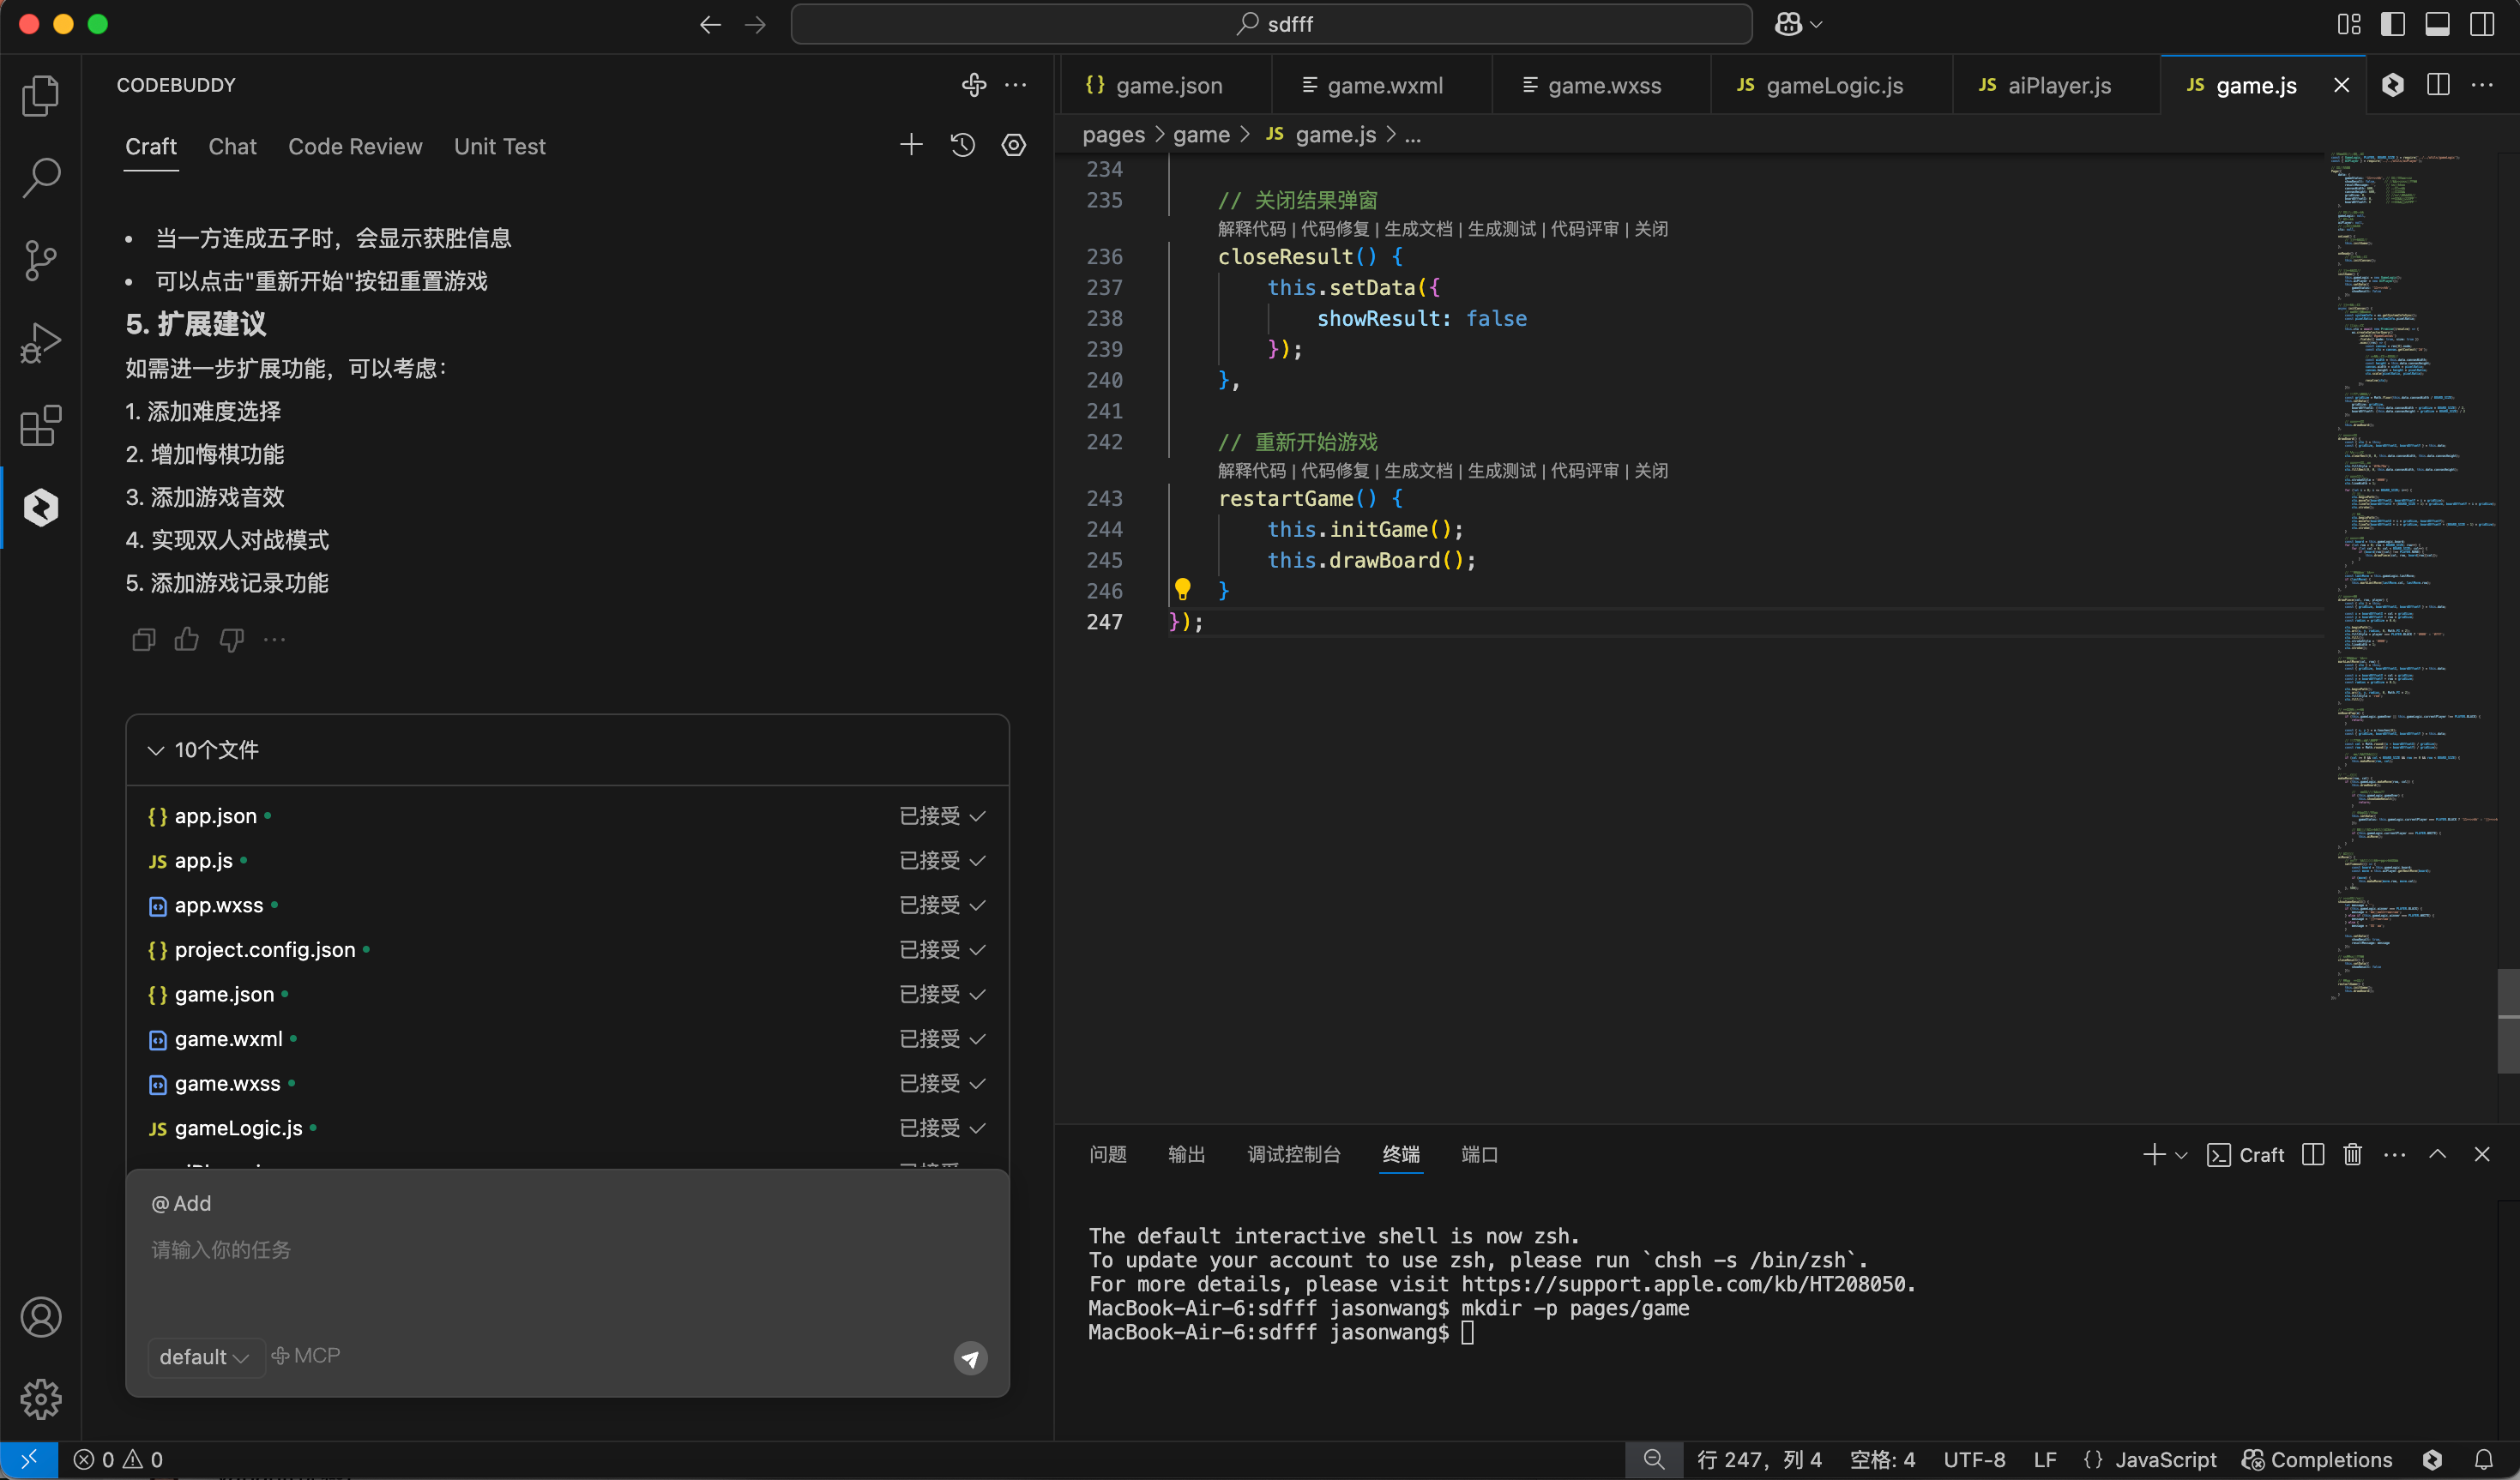 sdfff
CODEBUDDY
Craft Chat Code Review Unit Test
• 当一方连成五子时，会显示获胜信息
• 可以点击"重新开始"按钮重置游戏
5. 扩展建议
如需进一步扩展功能，可以考虑：
1. 添加难度选择
2. 增加悔棋功能
3. 添加游戏音效
4. 实现双人对战模式
5. 添加游戏记录功能
10个文件
{} app.json 已接受
JS app.js 已接受
app.wxss 已接受
{} project.config.json 已接受
{} game.json 已接受
game.wxml 已接受
game.wxss 已接受
JS gameLogic.js 已接受
@ Add
请输入你的任务
default MCP
{} game.json game.wxml game.wxss JS gameLogic.js JS aiPlayer.js JS game.js
pages > game > JS game.js > ...
234
235 // 关闭结果弹窗
解释代码 | 代码修复 | 生成文档 | 生成测试 | 代码评审 | 关闭
236 closeResult() {
237 this.setData({
238 showResult: false
239 });
240 },
241
242 // 重新开始游戏
解释代码 | 代码修复 | 生成文档 | 生成测试 | 代码评审 | 关闭
243 restartGame() {
244 this.initGame();
245 this.drawBoard();
246 }
247 });
问题 输出 调试控制台 终端 端口 Craft
The default interactive shell is now zsh.
To update your account to use zsh, please run `chsh -s /bin/zsh`.
For more details, please visit https://support.apple.com/kb/HT208050.
MacBook-Air-6:sdfff jasonwang$ mkdir -p pages/game
MacBook-Air-6:sdfff jasonwang$
0 0 行 247，列 4 空格: 4 UTF-8 LF {} JavaScript Completions